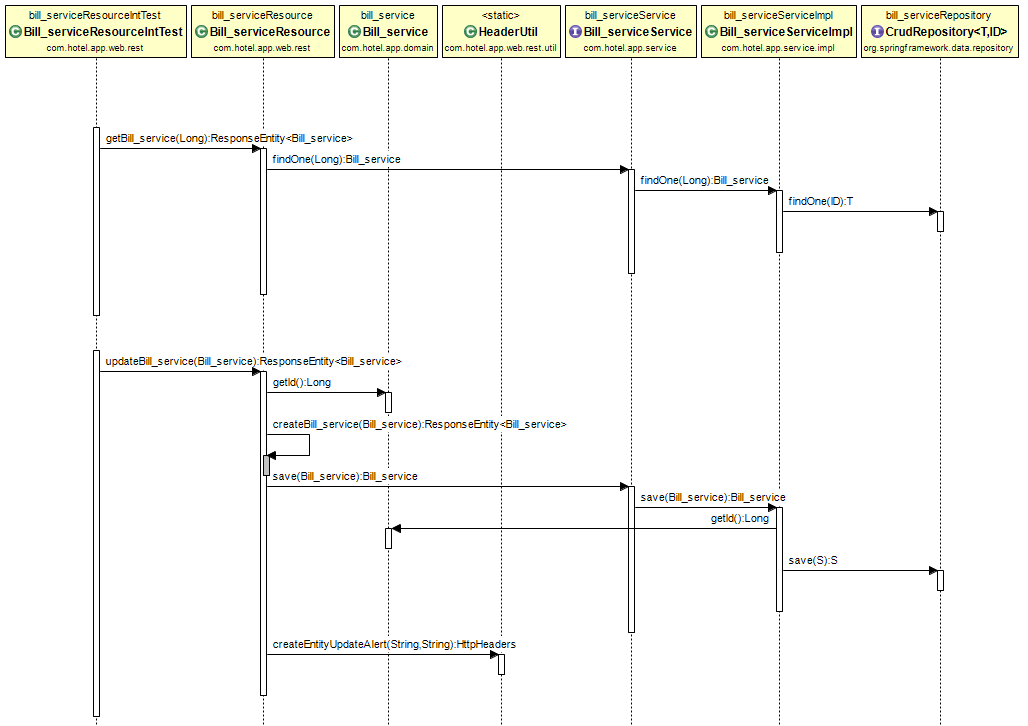 bill_serviceResourceIntTest
C Bill_serviceResourceIntTest
com.hotel.app.web.rest
bill_serviceResource
C Bill_serviceResource
com.hotel.app.web.rest
bill_service
C Bill_service
com.hotel.app.domain
<static>
C HeaderUtil
com.hotel.app.web.rest.util
bill_serviceService
I Bill_serviceService
com.hotel.app.service
bill_serviceServiceImpl
C Bill_serviceServiceImpl
com.hotel.app.service.impl
bill_serviceRepository
I CrudRepository<T,ID>
org.springframework.data.repository
getBill_service(Long):ResponseEntity<Bill_service>
findOne(Long):Bill_service
findOne(Long):Bill_service
findOne(ID):T
updateBill_service(Bill_service):ResponseEntity<Bill_service>
getId():Long
createBill_service(Bill_service):ResponseEntity<Bill_service>
save(Bill_service):Bill_service
save(Bill_service):Bill_service
getId():Long
save(S):S
createEntityUpdateAlert(String,String):HttpHeaders